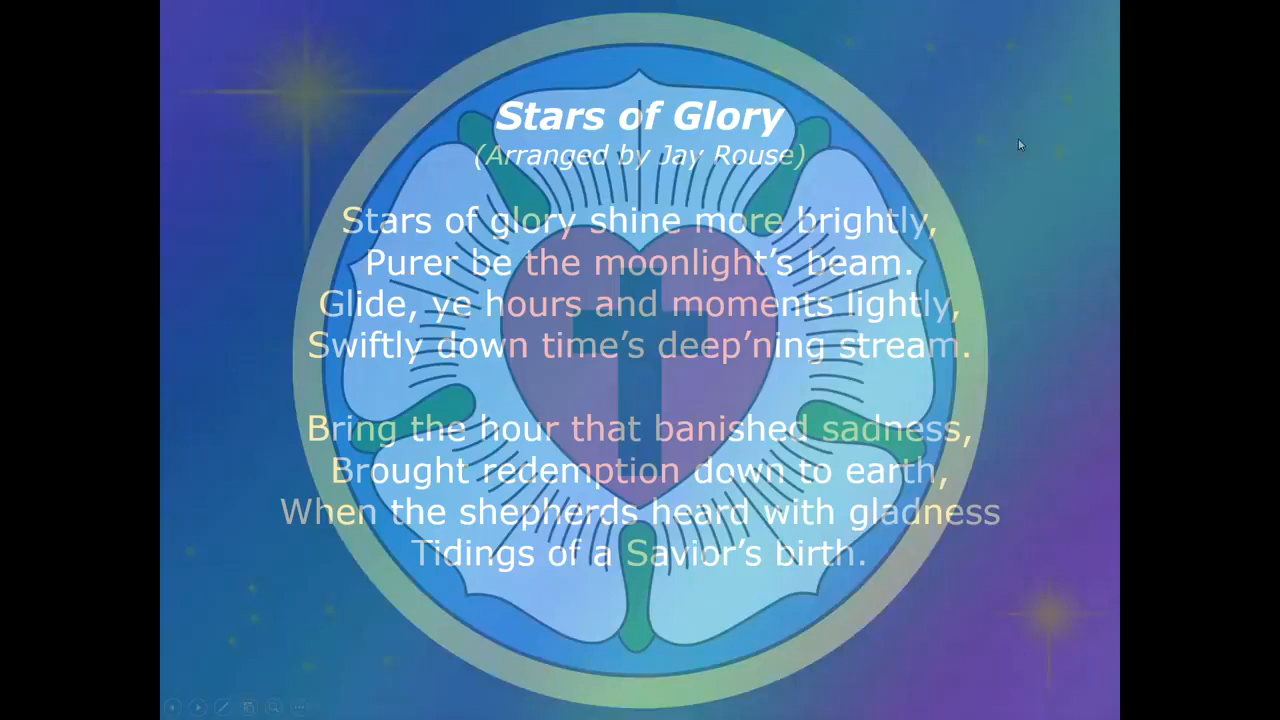 Stars of Glory
(Arranged by Jay Rouse)
Stars of glory shine more brightly,
Purer be the moonlight’s beam.
Glide, ye hours and moments lightly,
Swiftly down time’s deep’ning stream.
Bring the hour that banished sadness,
Brought redemption down to earth,
When the shepherds heard with gladness
Tidings of a Savior’s birth.